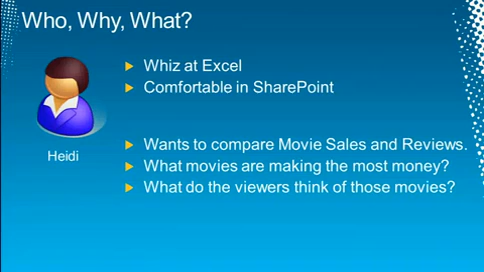 Who, Why, What?
Whiz at Excel
Comfortable in SharePoint
Heidi
Wants to compare Movie Sales and Reviews.
What movies are making the most money?
What do the viewers think of those movies?